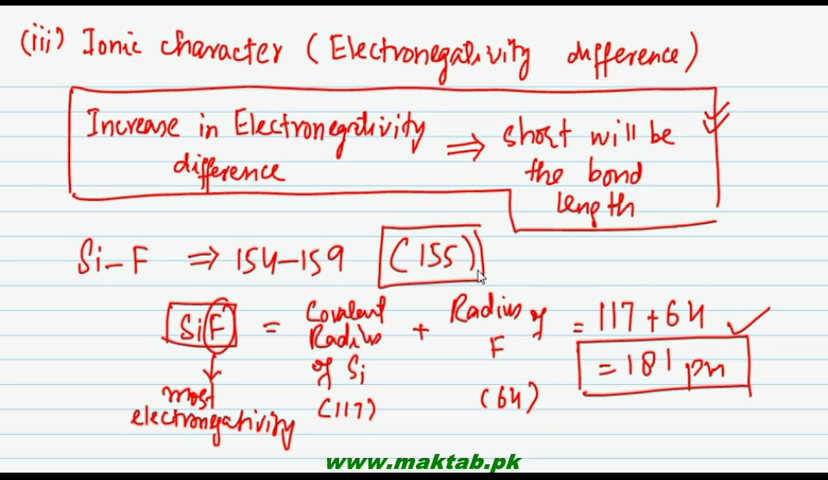 (iii) Ionic character (Electronegativity difference)
Increase in Electronegativity difference ⇒ short will be the bond length
Si-F ⇒ 154-159 (155)
SiF = Covalent Radius of Si (117) + Radius of F (64) = 117 + 64
= 181 pm
most electrongativity
www.maktab.pk